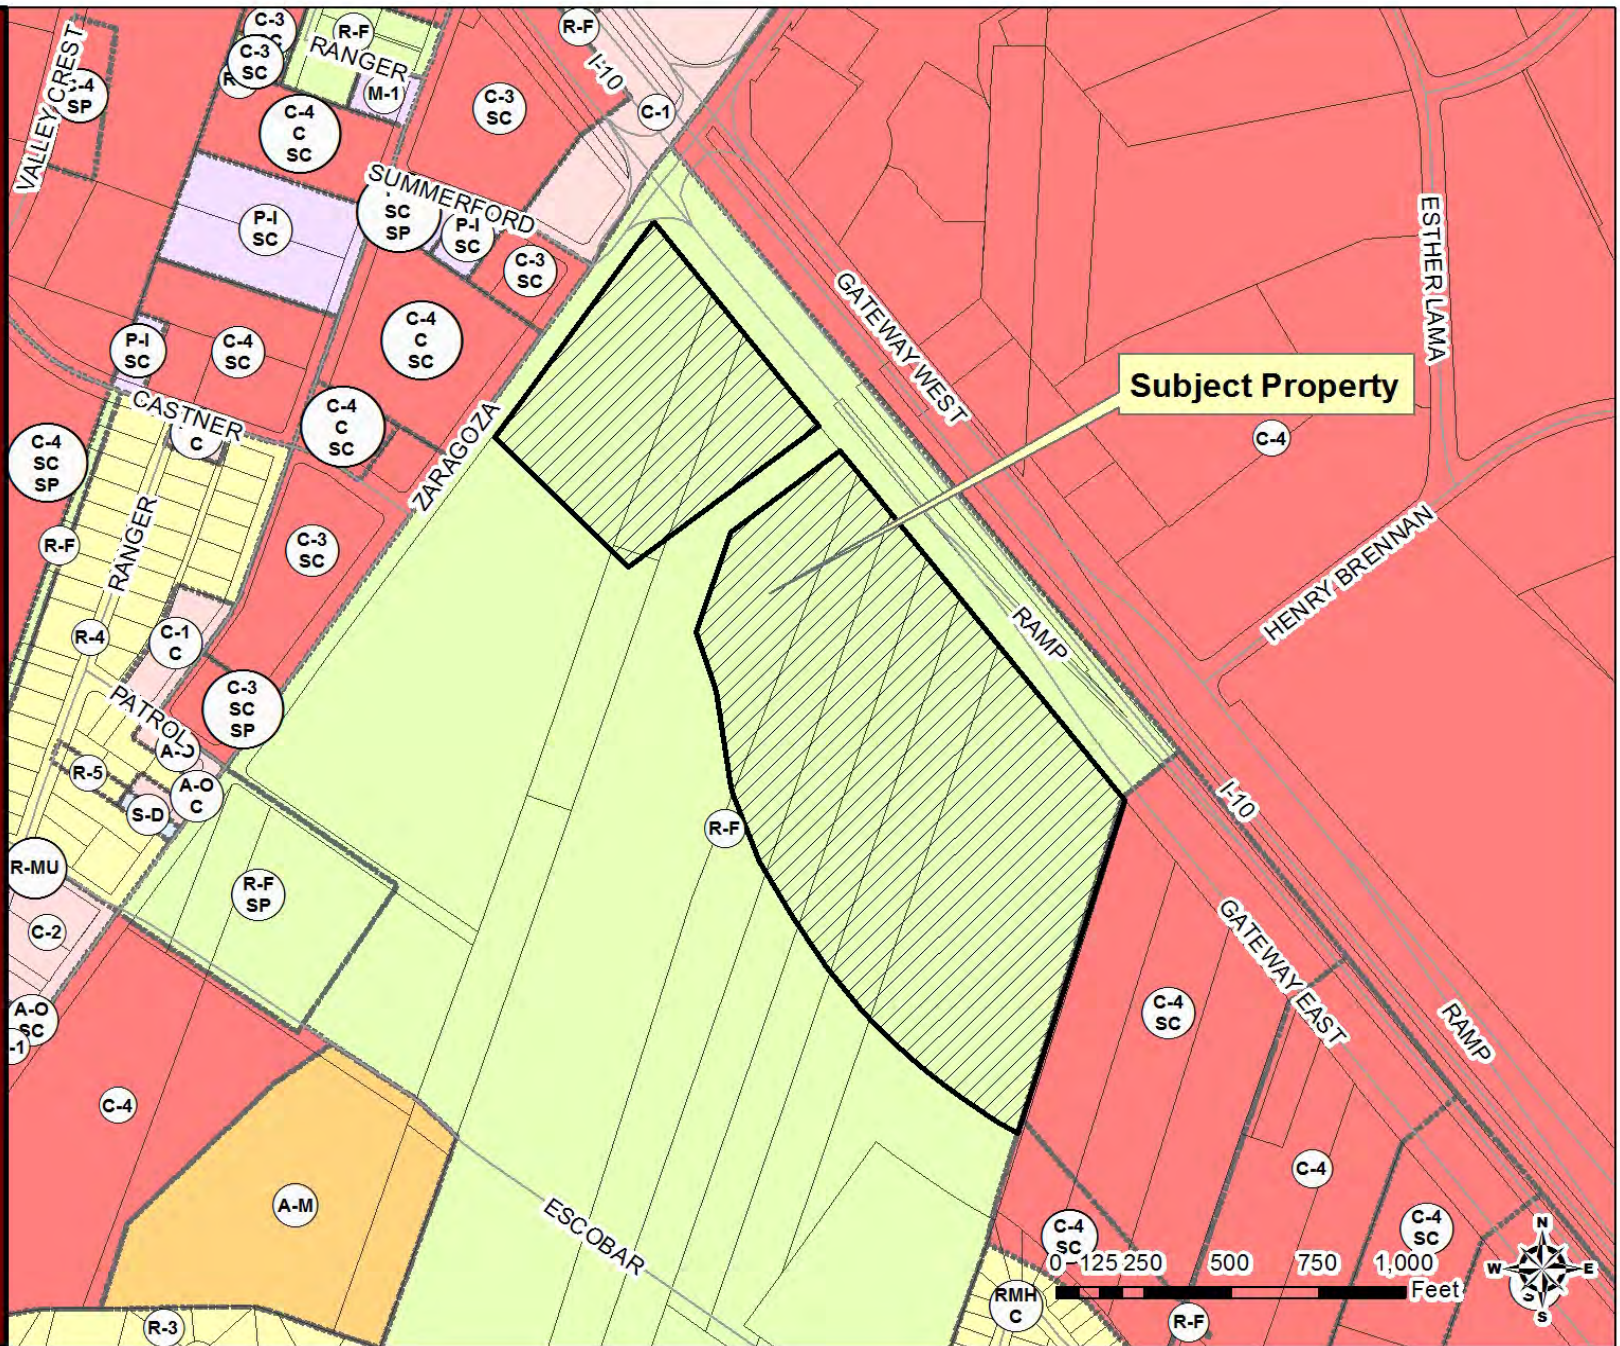 C-3
R-F
R-F
VALLEY CREST
C-3
SC
RANGER
I-10
SP
M-1
C-3
SC
C-1
C-4
C
SC
SUMMERFORD
SC
SP
P-I
SC
P-I
SC
C-3
SC
ESTHER LAMA
GATEWAY WEST
P-I
SC
C-4
SC
C-4
C
SC
Subject Property
CASTNER
C
C-4
C
SC
ZARAGOZA
C-4
C-4
SC
SP
R-F
RANGER
C-3
SC
HENRY BRENNAN
R-4
C-1
C
RAMP
PATROL
C-3
SC
SP
R-5
A-O
C
S-D
I-10
R-F
R-MU
R-F
SP
C-2
GATEWAY EAST
A-O
SC
-1
C-4
SC
RAMP
C-4
C-4
A-M
ESCOBAR
C-4
SC
C-4
SC
N
W
E
S
0 125 250 500 750 1,000
Feet
RMH
C
R-F
R-3